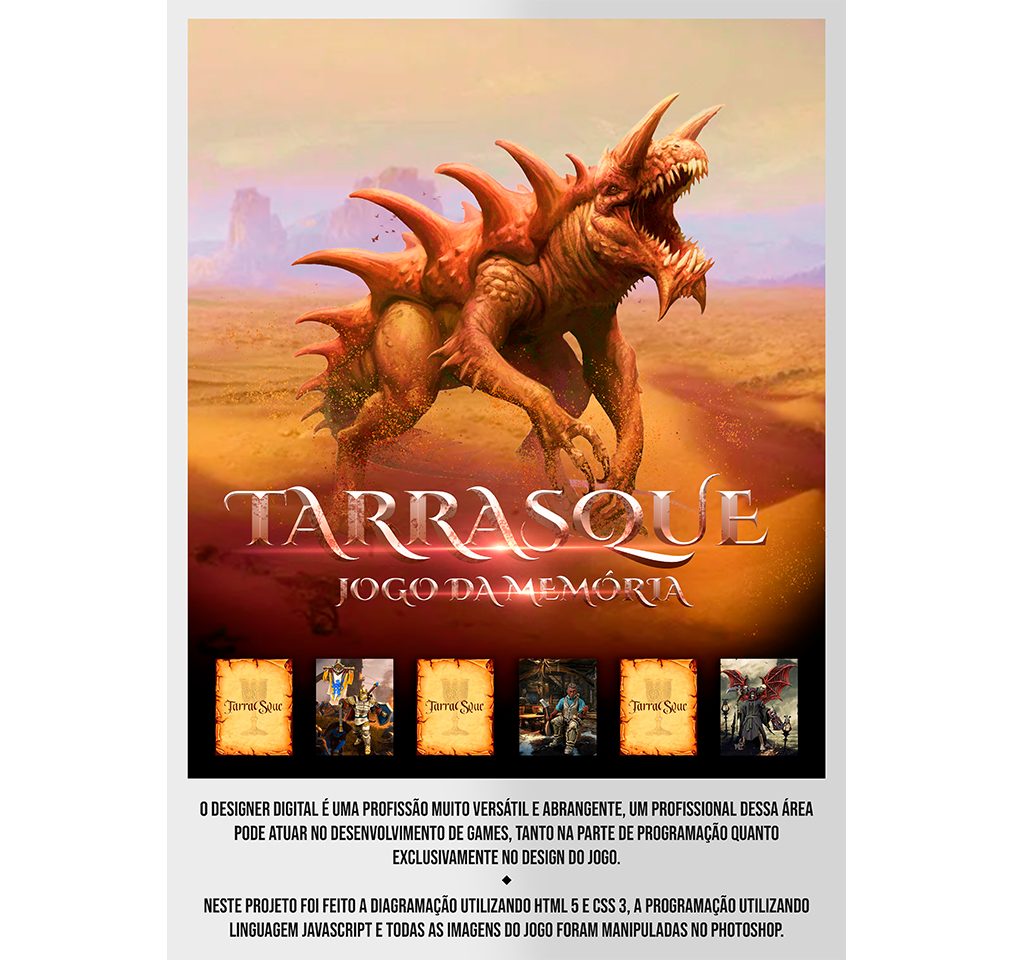 TARRASQUE
JOGO DA MEMÓRIA
TarraSque TarraSque TarraSque
O DESIGNER DIGITAL É UMA PROFISSÃO MUITO VERSÁTIL E ABRANGENTE, UM PROFISSIONAL DESSA ÁREA
PODE ATUAR NO DESENVOLVIMENTO DE GAMES, TANTO NA PARTE DE PROGRAMAÇÃO QUANTO
EXCLUSIVAMENTE NO DESIGN DO JOGO.
NESTE PROJETO FOI FEITO A DIAGRAMAÇÃO UTILIZANDO HTML 5 E CSS 3, A PROGRAMAÇÃO UTILIZANDO
LINGUAGEM JAVASCRIPT E TODAS AS IMAGENS DO JOGO FORAM MANIPULADAS NO PHOTOSHOP.